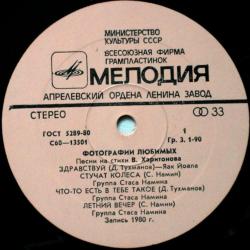 МИНИСТЕРСТВО
КУЛЬТУРЫ СССР
ВСЕСОЮЗНАЯ ФИРМА
ГРАМПЛАСТИНОК
МЕЛОДИЯ
АПРЕЛЕВСКИЙ ОРДЕНА ЛЕНИНА ЗАВОД
СТЕРЕО 33
ГОСТ 5289-80 1
С60—13501 Гр. 3. 1-90
ФОТОГРАФИИ ЛЮБИМЫХ
Песни на стихи В. Харитонова
ЗДРАВСТВУЙ (Д. Тухманов)— Яак Йоала
СТУЧАТ КОЛЕСА (С. Намин)
Группа Стаса Намина
ЧТО-ТО ЕСТЬ В ТЕБЕ ТАКОЕ (Д. Тухманов)
Группа Стаса Намина
ЛЕТНИЙ ВЕЧЕР (С. Намин)
Группа Стаса Намина
Запись 1980 г.